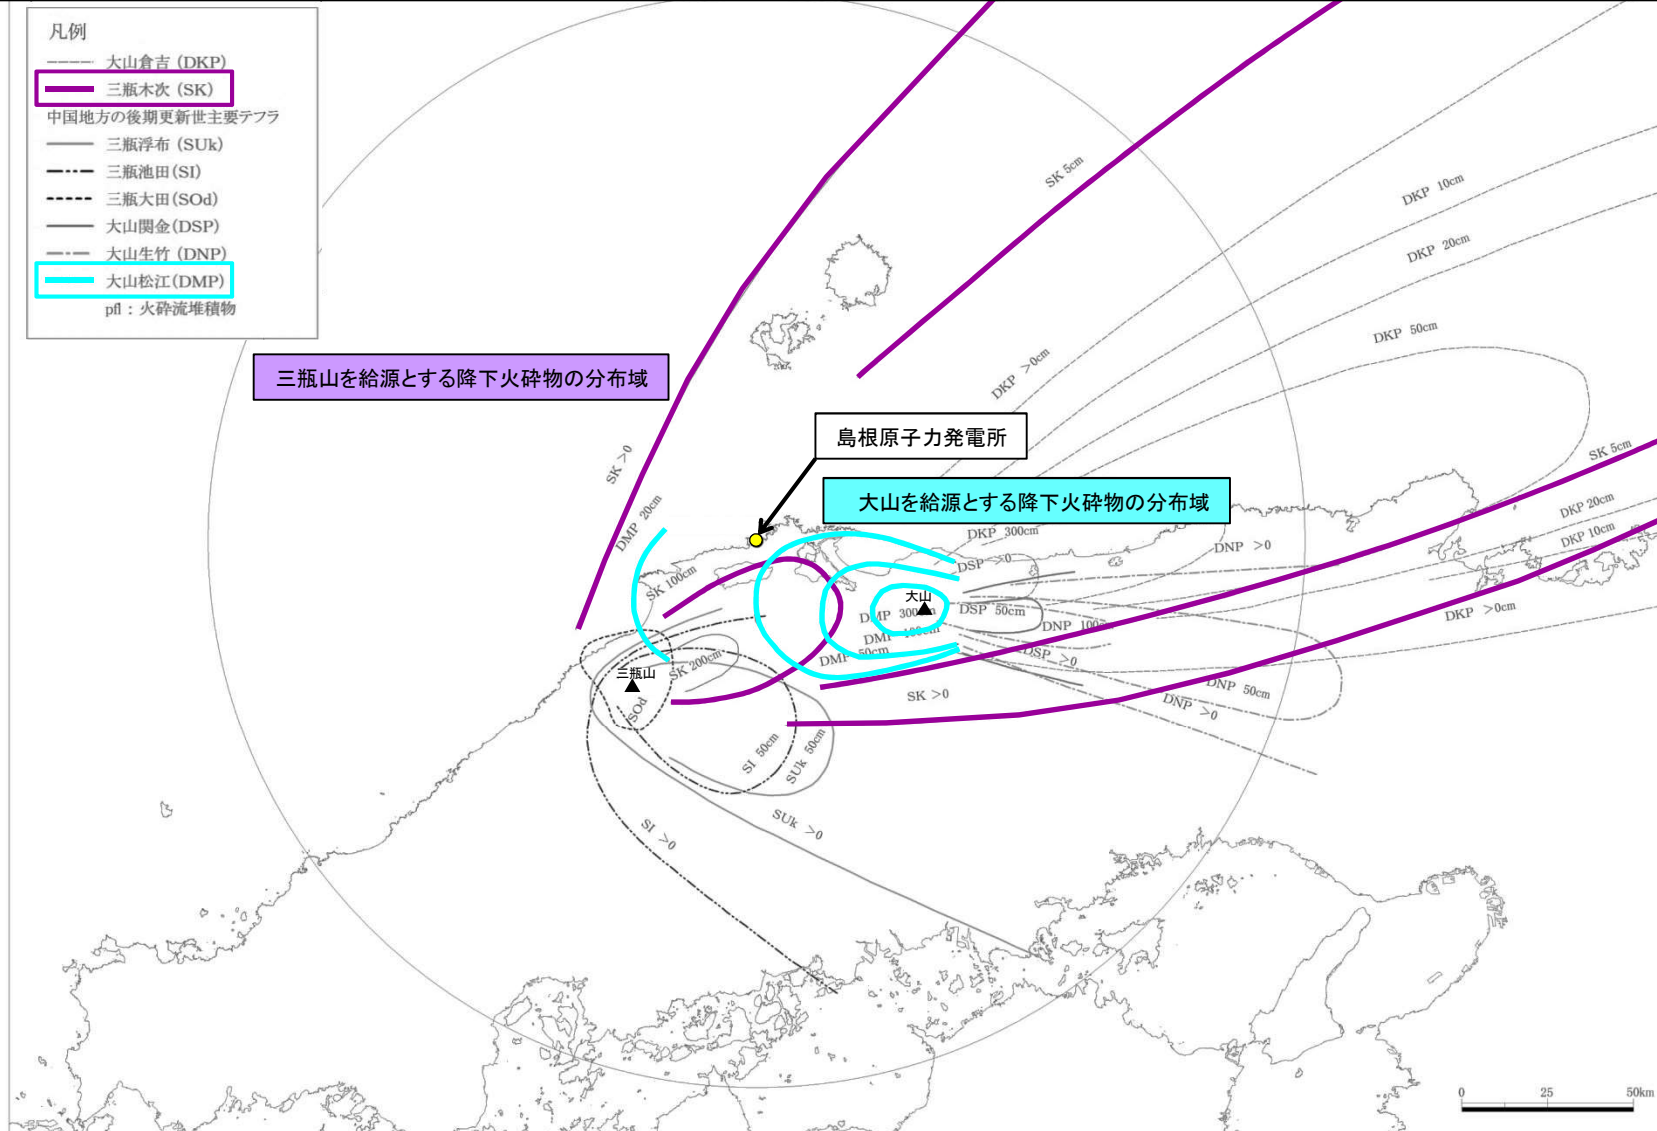 凡例
大山倉吉 (DKP)
三瓶木次 (SK)
中国地方の後期更新世主要テフラ
三瓶浮布 (SUk)
三瓶池田(SI)
三瓶大田(SOd)
大山関金(DSP)
大山生竹 (DNP)
大山松江(DMP)
pfl : 火砕流堆積物
三瓶山を給源とする降下火砕物の分布域
島根原子力発電所
大山を給源とする降下火砕物の分布域
SK 5cm
DKP 10cm
DKP 20cm
DKP 50cm
DKP >0cm
SK >0
DMP 20cm
SK 5cm
DKP 20cm
DKP 10cm
DKP 300cm
DNP >0
DSP >0
SK 100cm
大山
DMP 300cm
DSP 50cm
DKP >0cm
DMP 100cm
DNP 100cm
DMP 50cm
DSP >0
三瓶山
SK 200cm
DNP 50cm
SK >0
DNP >0
SOd
SI 50cm
SUk 50cm
SI >0
SUk >0
0 25 50km